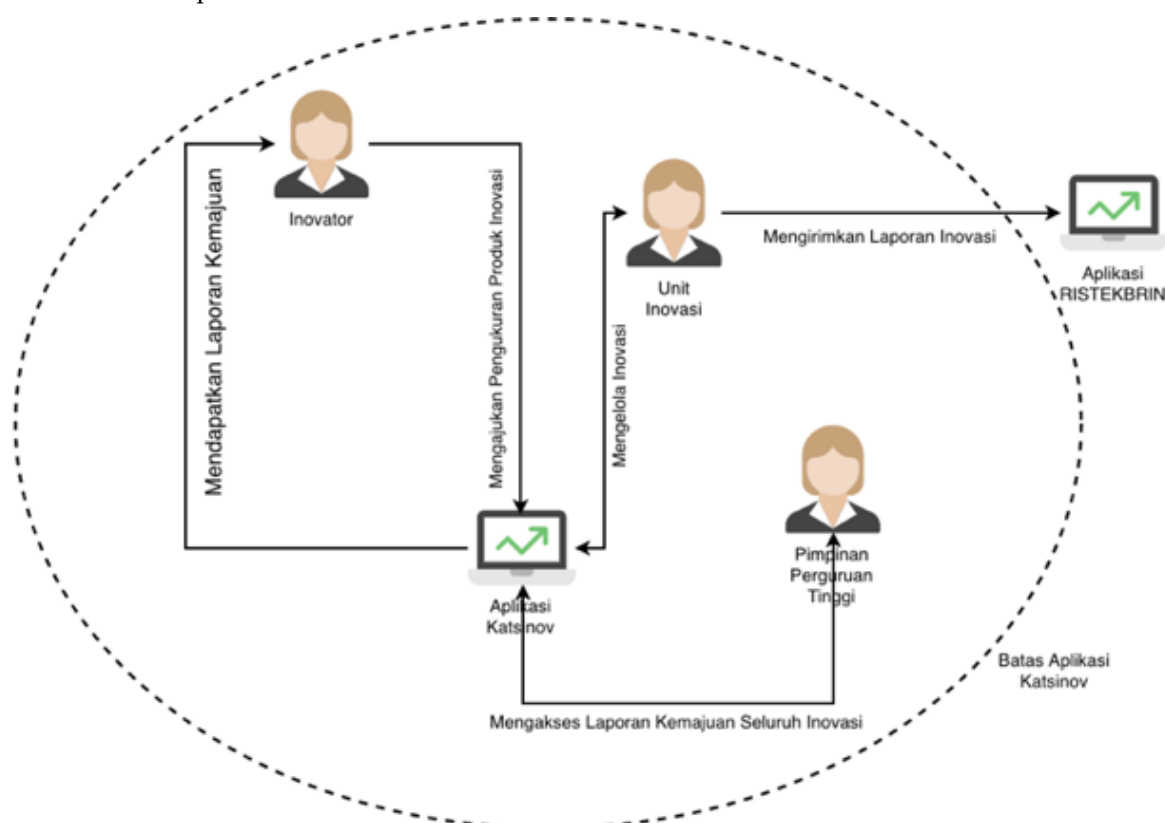 Inovator
Mendapatkan Laporan Kemajuan
Mengajukan Pengukuran Produk Inovasi
Unit
Inovasi
Mengelola Inovasi
Mengirimkan Laporan Inovasi
Aplikasi
RISTEKBRIN
Pimpinan
Perguruan
Tinggi
Aplikasi
Katsinov
Batas Aplikasi
Katsinov
Mengakses Laporan Kemajuan Seluruh Inovasi